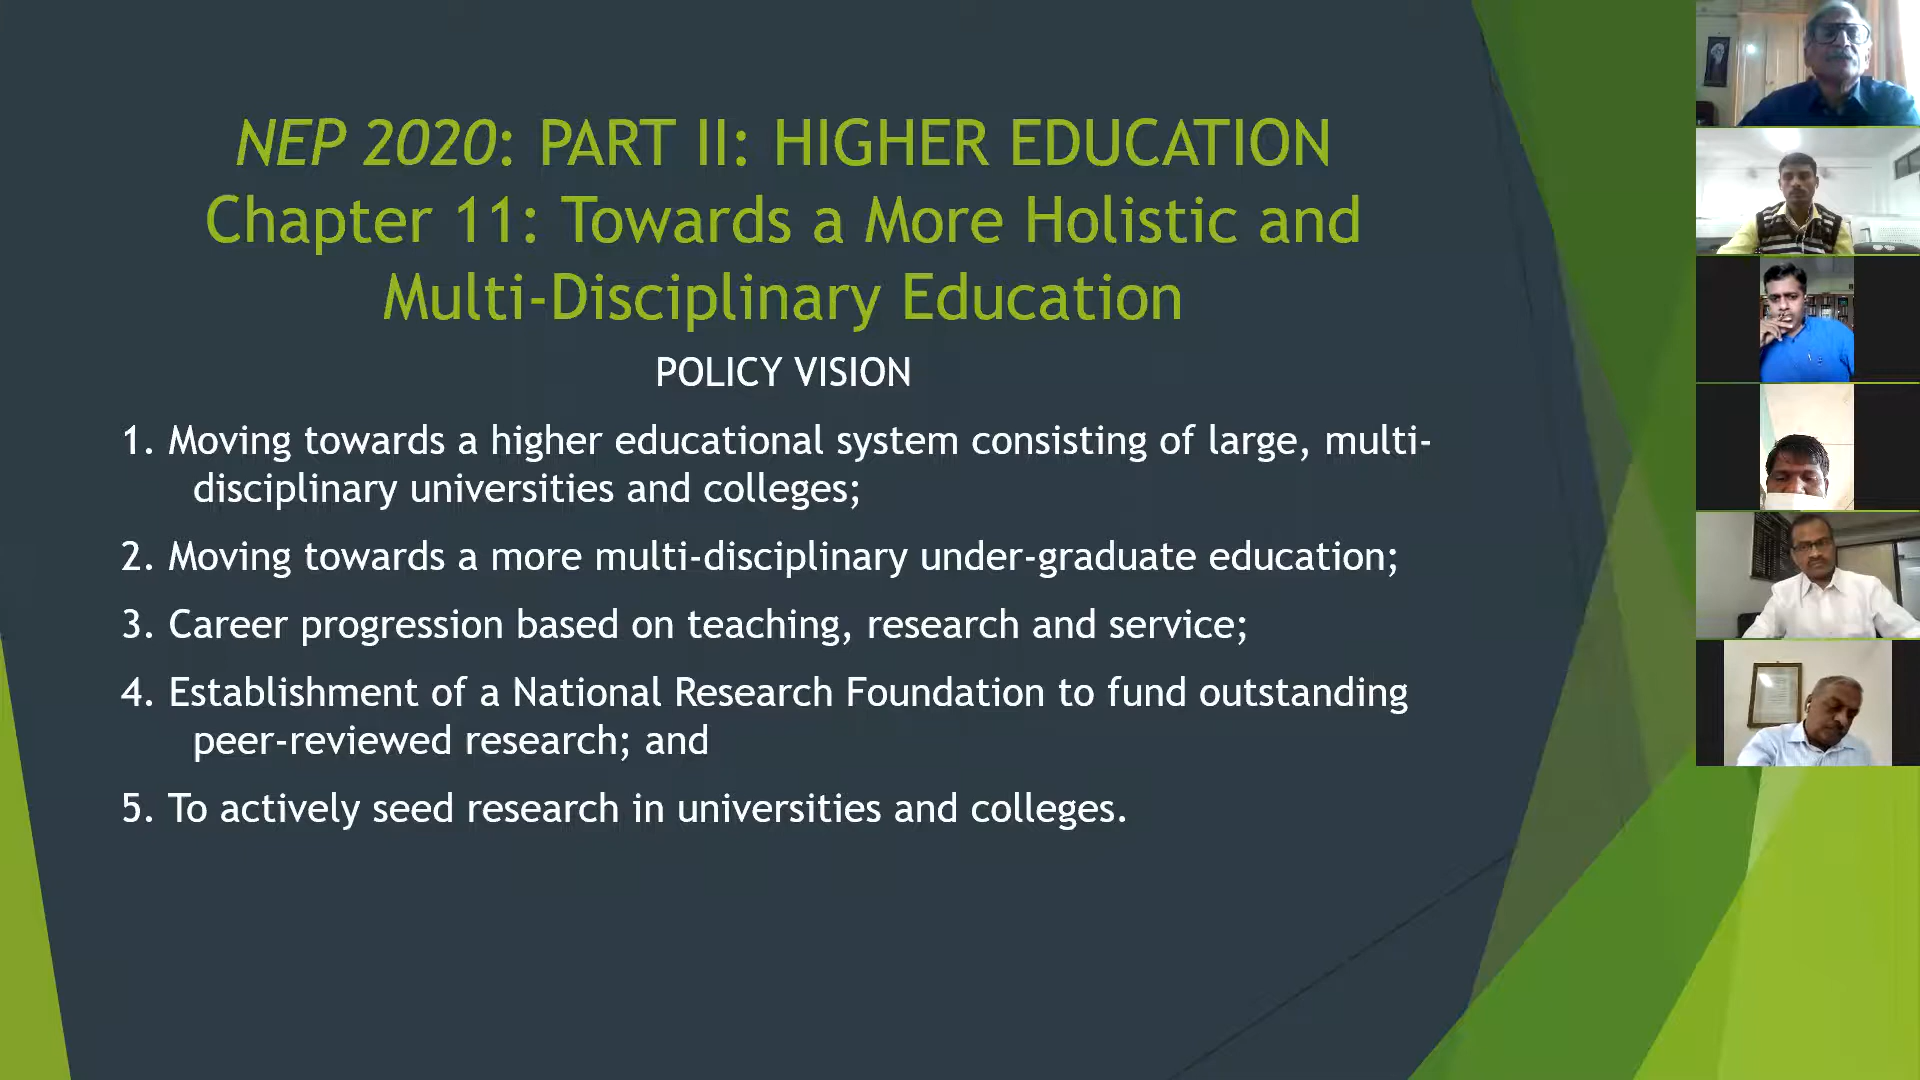 NEP 2020: PART II: HIGHER EDUCATION
Chapter 11: Towards a More Holistic and
Multi-Disciplinary Education
POLICY VISION
1. Moving towards a higher educational system consisting of large, multi-
disciplinary universities and colleges;
2. Moving towards a more multi-disciplinary under-graduate education;
3. Career progression based on teaching, research and service;
4. Establishment of a National Research Foundation to fund outstanding
peer-reviewed research; and
5. To actively seed research in universities and colleges.